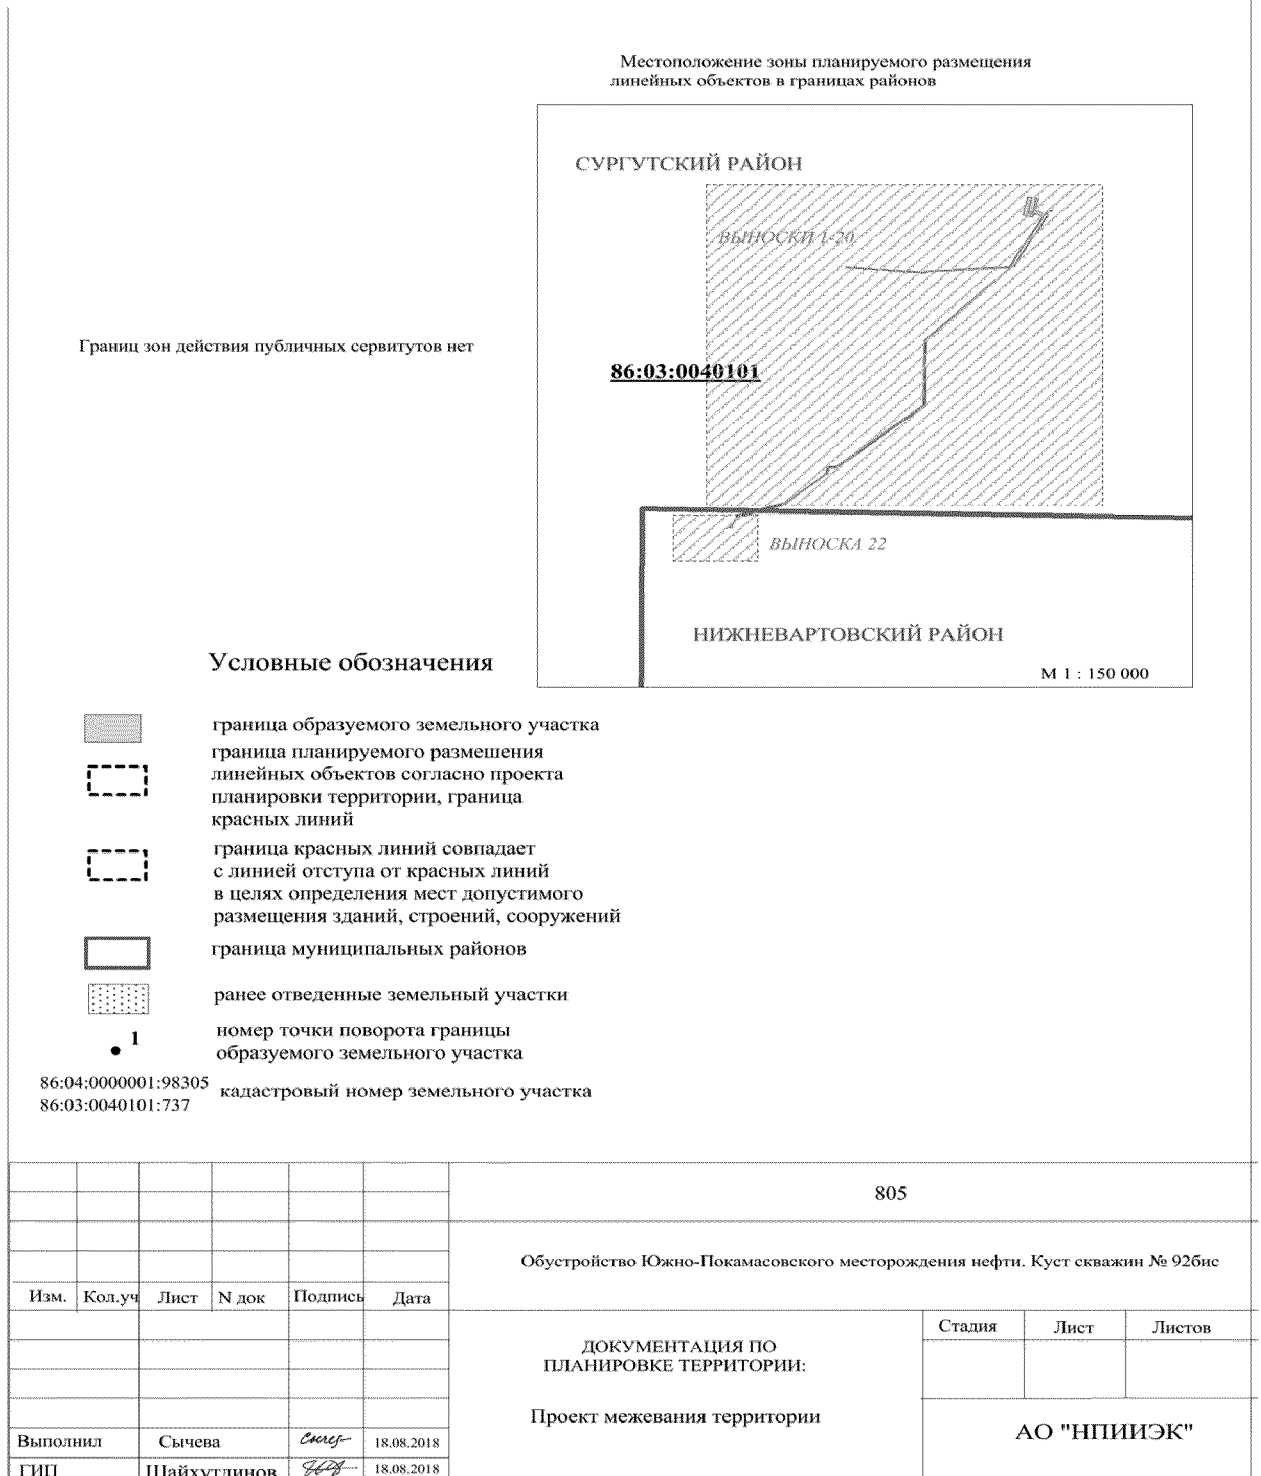 Местоположение зоны планируемого размещения
линейных объектов в границах районов
СУРГУТСКИЙ РАЙОН
ВЫНОСКИ 1-20
Границ зон действия публичных сервитутов нет
86:03:0040101
ВЫНОСКА 22
НИЖНЕВАРТОВСКИЙ РАЙОН
М 1 : 150 000
Условные обозначения
граница образуемого земельного участка
граница планируемого размешения
линейных объектов согласно проекта
планировки территории, граница
красных линий
граница красных линий совпадает
с линией отступа от красных линий
в целях определения мест допустимого
размещения зданий, строений, сооружений
граница муниципальных районов
ранее отведенные земельный участки
1
номер точки поворота границы
образуемого земельного участка
86:04:0000001:98305
86:03:0040101:737
кадастровый номер земельного участка
805
Обустройство Южно-Покамасовского месторождения нефти. Куст скважин № 92бис
Изм. Кол.уч Лист N док Подпись Дата
ДОКУМЕНТАЦИЯ ПО
ПЛАНИРОВКЕ ТЕРРИТОРИИ:
Стадия Лист Листов
Проект межевания территории
АО "НПИИЭК"
Выполнил Сычева 18.08.2018
ГИП Шайхутдинов 18.08.2018